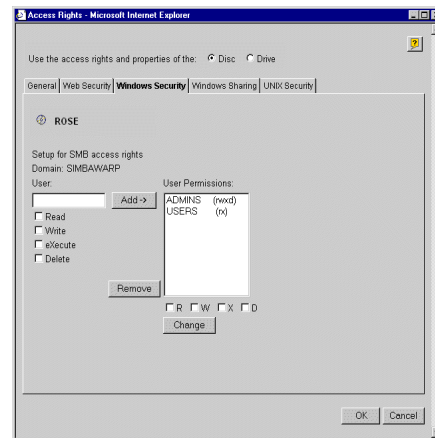 Access Rights - Microsoft Internet Explorer
?
Use the access rights and properties of the: Disc Drive
General Web Security Windows Security Windows Sharing UNIX Security
ROSE
Setup for SMB access rights
Domain: SIMBAWARP
User: User Permissions:
Add -> ADMINS (rwxd)
Read USERS (rx)
Write
eXecute
Delete
Remove
R W X D
Change
OK Cancel